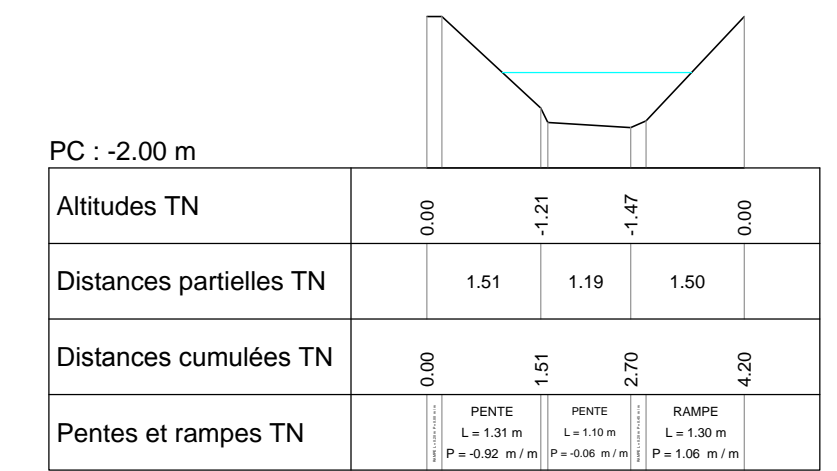 PC : -2.00 m
Altitudes TN 0.00 -1.21 -1.47 0.00
Distances partielles TN 1.51 1.19 1.50
Distances cumulées TN 0.00 1.51 2.70 4.20
Pentes et rampes TN
PENTE
L = 1.31 m
P = -0.92 m / m
PENTE
L = 1.10 m
P = -0.06 m / m
RAMPE
L = 1.30 m
P = 1.06 m / m